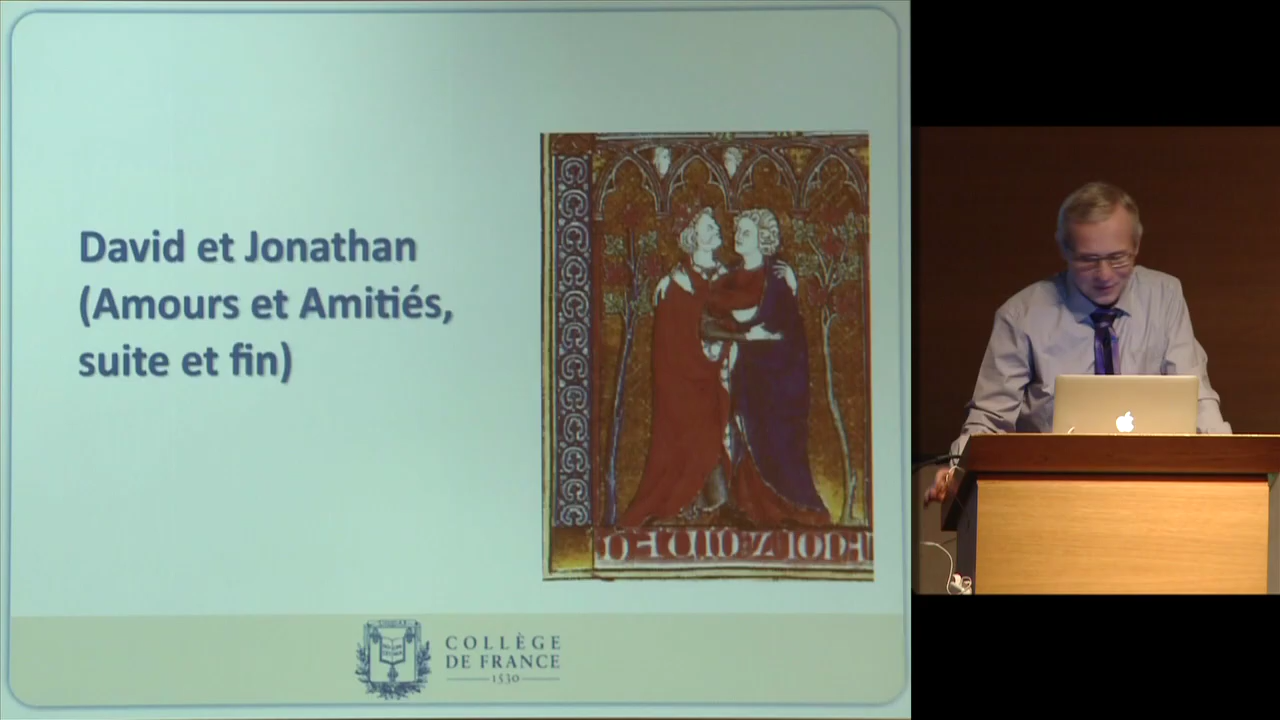 David et Jonathan
(Amours et Amitiés,
suite et fin)
COLLÈGE
DE FRANCE
1530